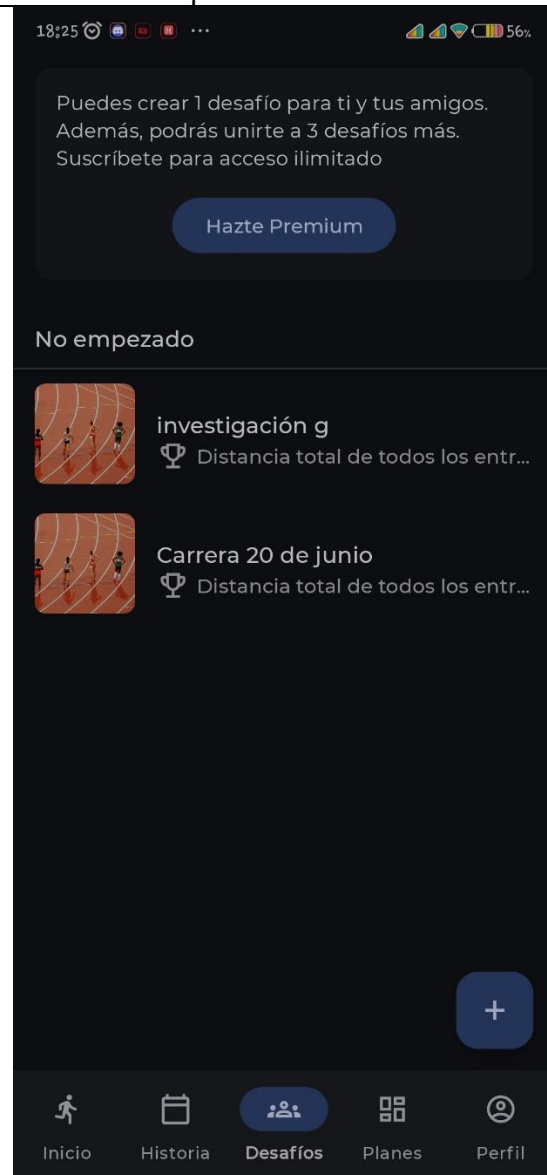 18:25 56%
Puedes crear 1 desafío para ti y tus amigos.
Además, podrás unirte a 3 desafíos más.
Suscríbete para acceso ilimitado
Hazte Premium
No empezado
investigación g
Distancia total de todos los entr...
Carrera 20 de junio
Distancia total de todos los entr...
+
Inicio Historia Desafíos Planes Perfil